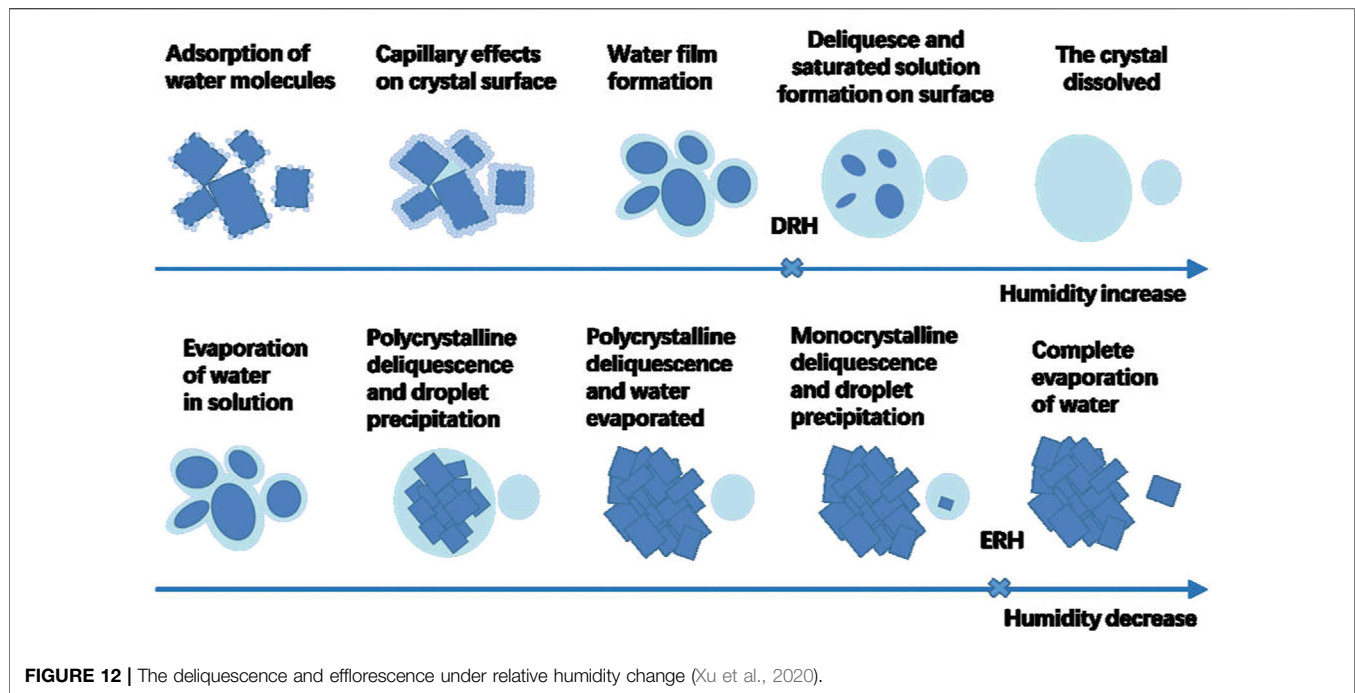 Adsorption of
water molecules
Capillary effects
on crystal surface
Water film
formation
Deliquesce and
saturated solution
formation on surface
The crystal
dissolved
DRH
Humidity increase
Evaporation
of water
in solution
Polycrystalline
deliquescence
and droplet
precipitation
Polycrystalline
deliquescence
and water
evaporated
Monocrystalline
deliquescence
and droplet
precipitation
Complete
evaporation
of water
ERH
Humidity decrease
FIGURE 12 | The deliquescence and efflorescence under relative humidity change (Xu et al., 2020).